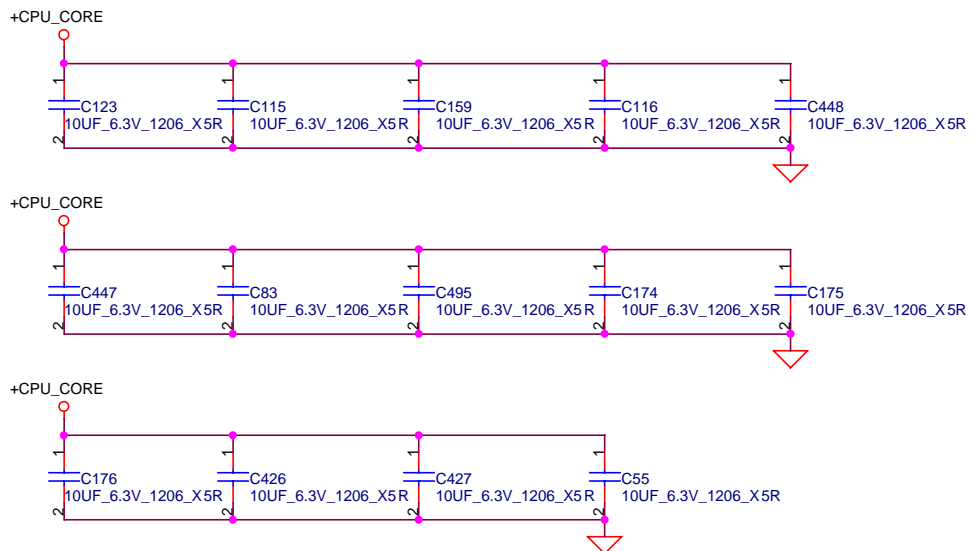 +CPU_CORE
1 1 1 1 1
C123 C115 C159 C116 C448
10UF_6.3V_1206_X5R 10UF_6.3V_1206_X5R 10UF_6.3V_1206_X5R 10UF_6.3V_1206_X5R 10UF_6.3V_1206_X5R
2 2 2 2 2
+CPU_CORE
1 1 1 1 1
C447 C83 C495 C174 C175
10UF_6.3V_1206_X5R 10UF_6.3V_1206_X5R 10UF_6.3V_1206_X5R 10UF_6.3V_1206_X5R 10UF_6.3V_1206_X5R
2 2 2 2 2
+CPU_CORE
1 1 1 1
C176 C426 C427 C55
10UF_6.3V_1206_X5R 10UF_6.3V_1206_X5R 10UF_6.3V_1206_X5R 10UF_6.3V_1206_X5R
2 2 2 2